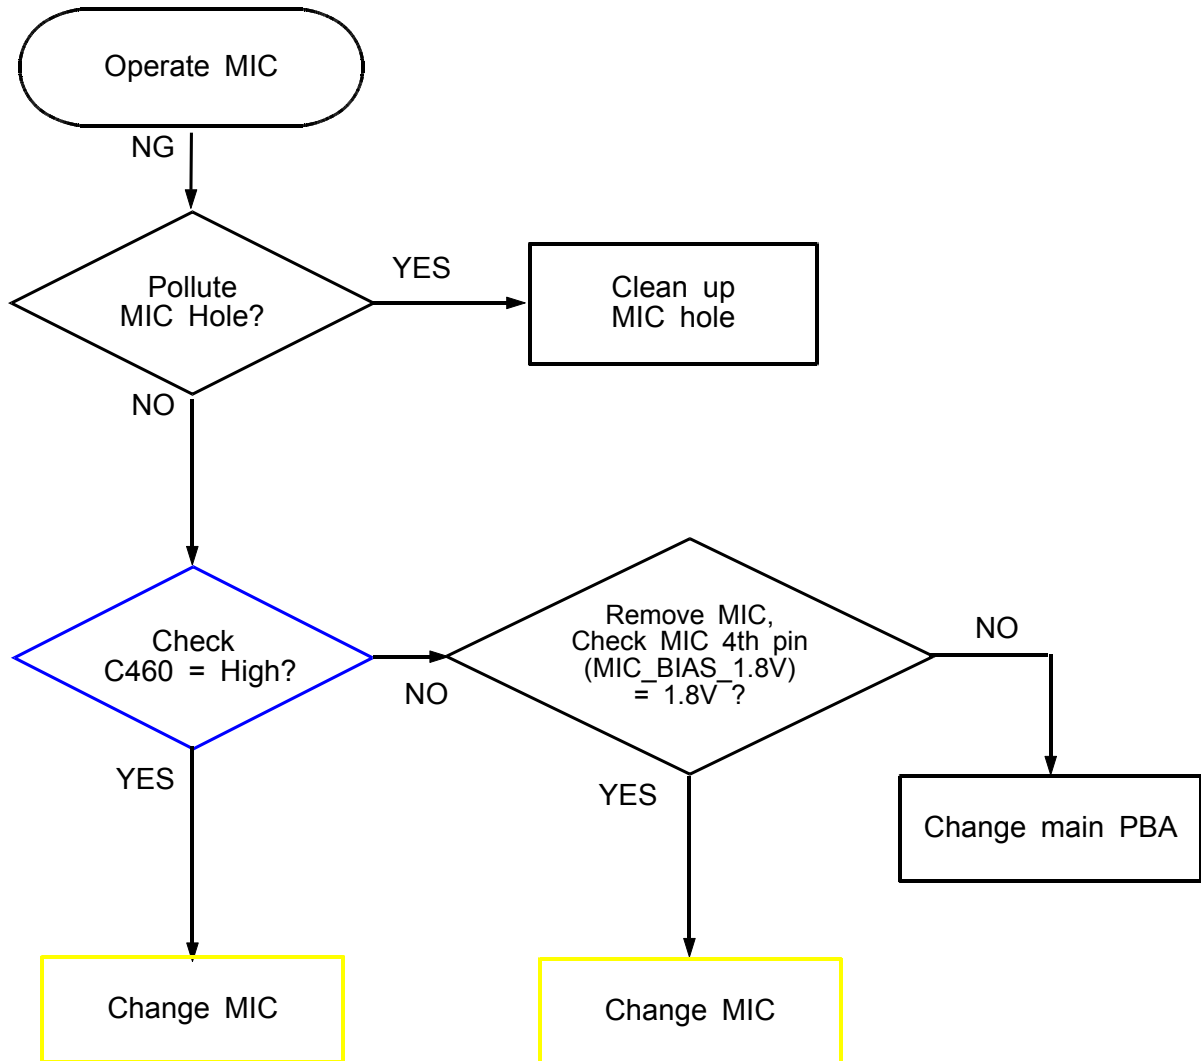 Operate MIC
NG
Pollute
MIC Hole?
YES
Clean up
MIC hole
NO
Check
C460 = High?
NO
Remove MIC,
Check MIC 4th pin
(MIC_BIAS_1.8V)
= 1.8V ?
NO
YES
YES
Change main PBA
Change MIC
Change MIC